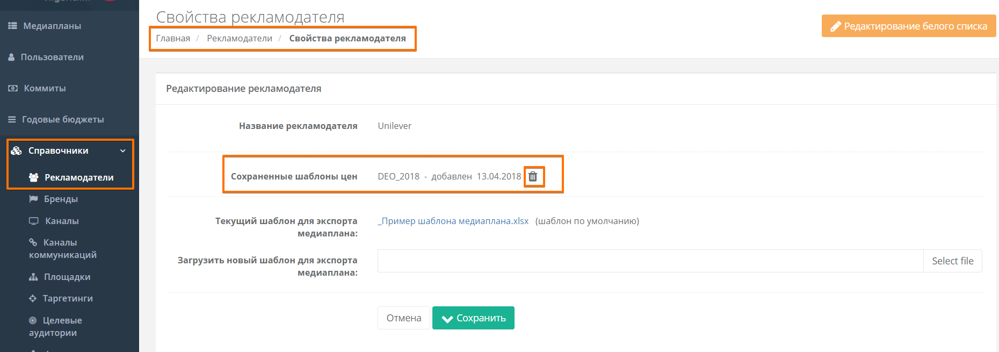 Медиапланы
Пользователи
Коммиты
Годовые бюджеты
Справочники
Рекламодатели
Бренды
Каналы
Каналы
коммуникаций
Площадки
Таргетинги
Целевые
аудитории
Свойства рекламодателя
Главная / Рекламодатели / Свойства рекламодателя
Редактирование белого списка
Редактирование рекламодателя
Название рекламодателя Unilever
Сохраненные шаблоны цен DEO_2018 - добавлен 13.04.2018
Текущий шаблон для экспорта
медиаплана:
_Пример шаблона медиаплана.xlsx (шаблон по умолчанию)
Загрузить новый шаблон для экспорта
медиаплана:
Select file
Отмена
Сохранить